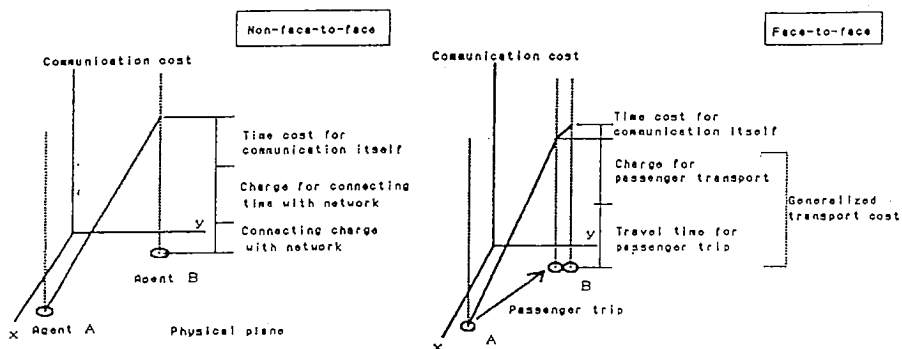 Non-face-to-face
Communication cost
Time cost for
communication itself
Charge for connecting
time with network
Connecting charge
with network
y
Agent B
x
Agent A
Physical plane
Face-to-face
Communication cost
Time cost for
communication itself
Charge for
passenger transport
Generalized
transport cost
y
Travel time for
passenger trip
B
Passenger trip
x
A